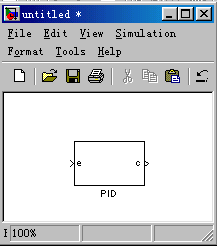 untitled *
File Edit View Simulation
Format Tools Help
e c
PID
100%